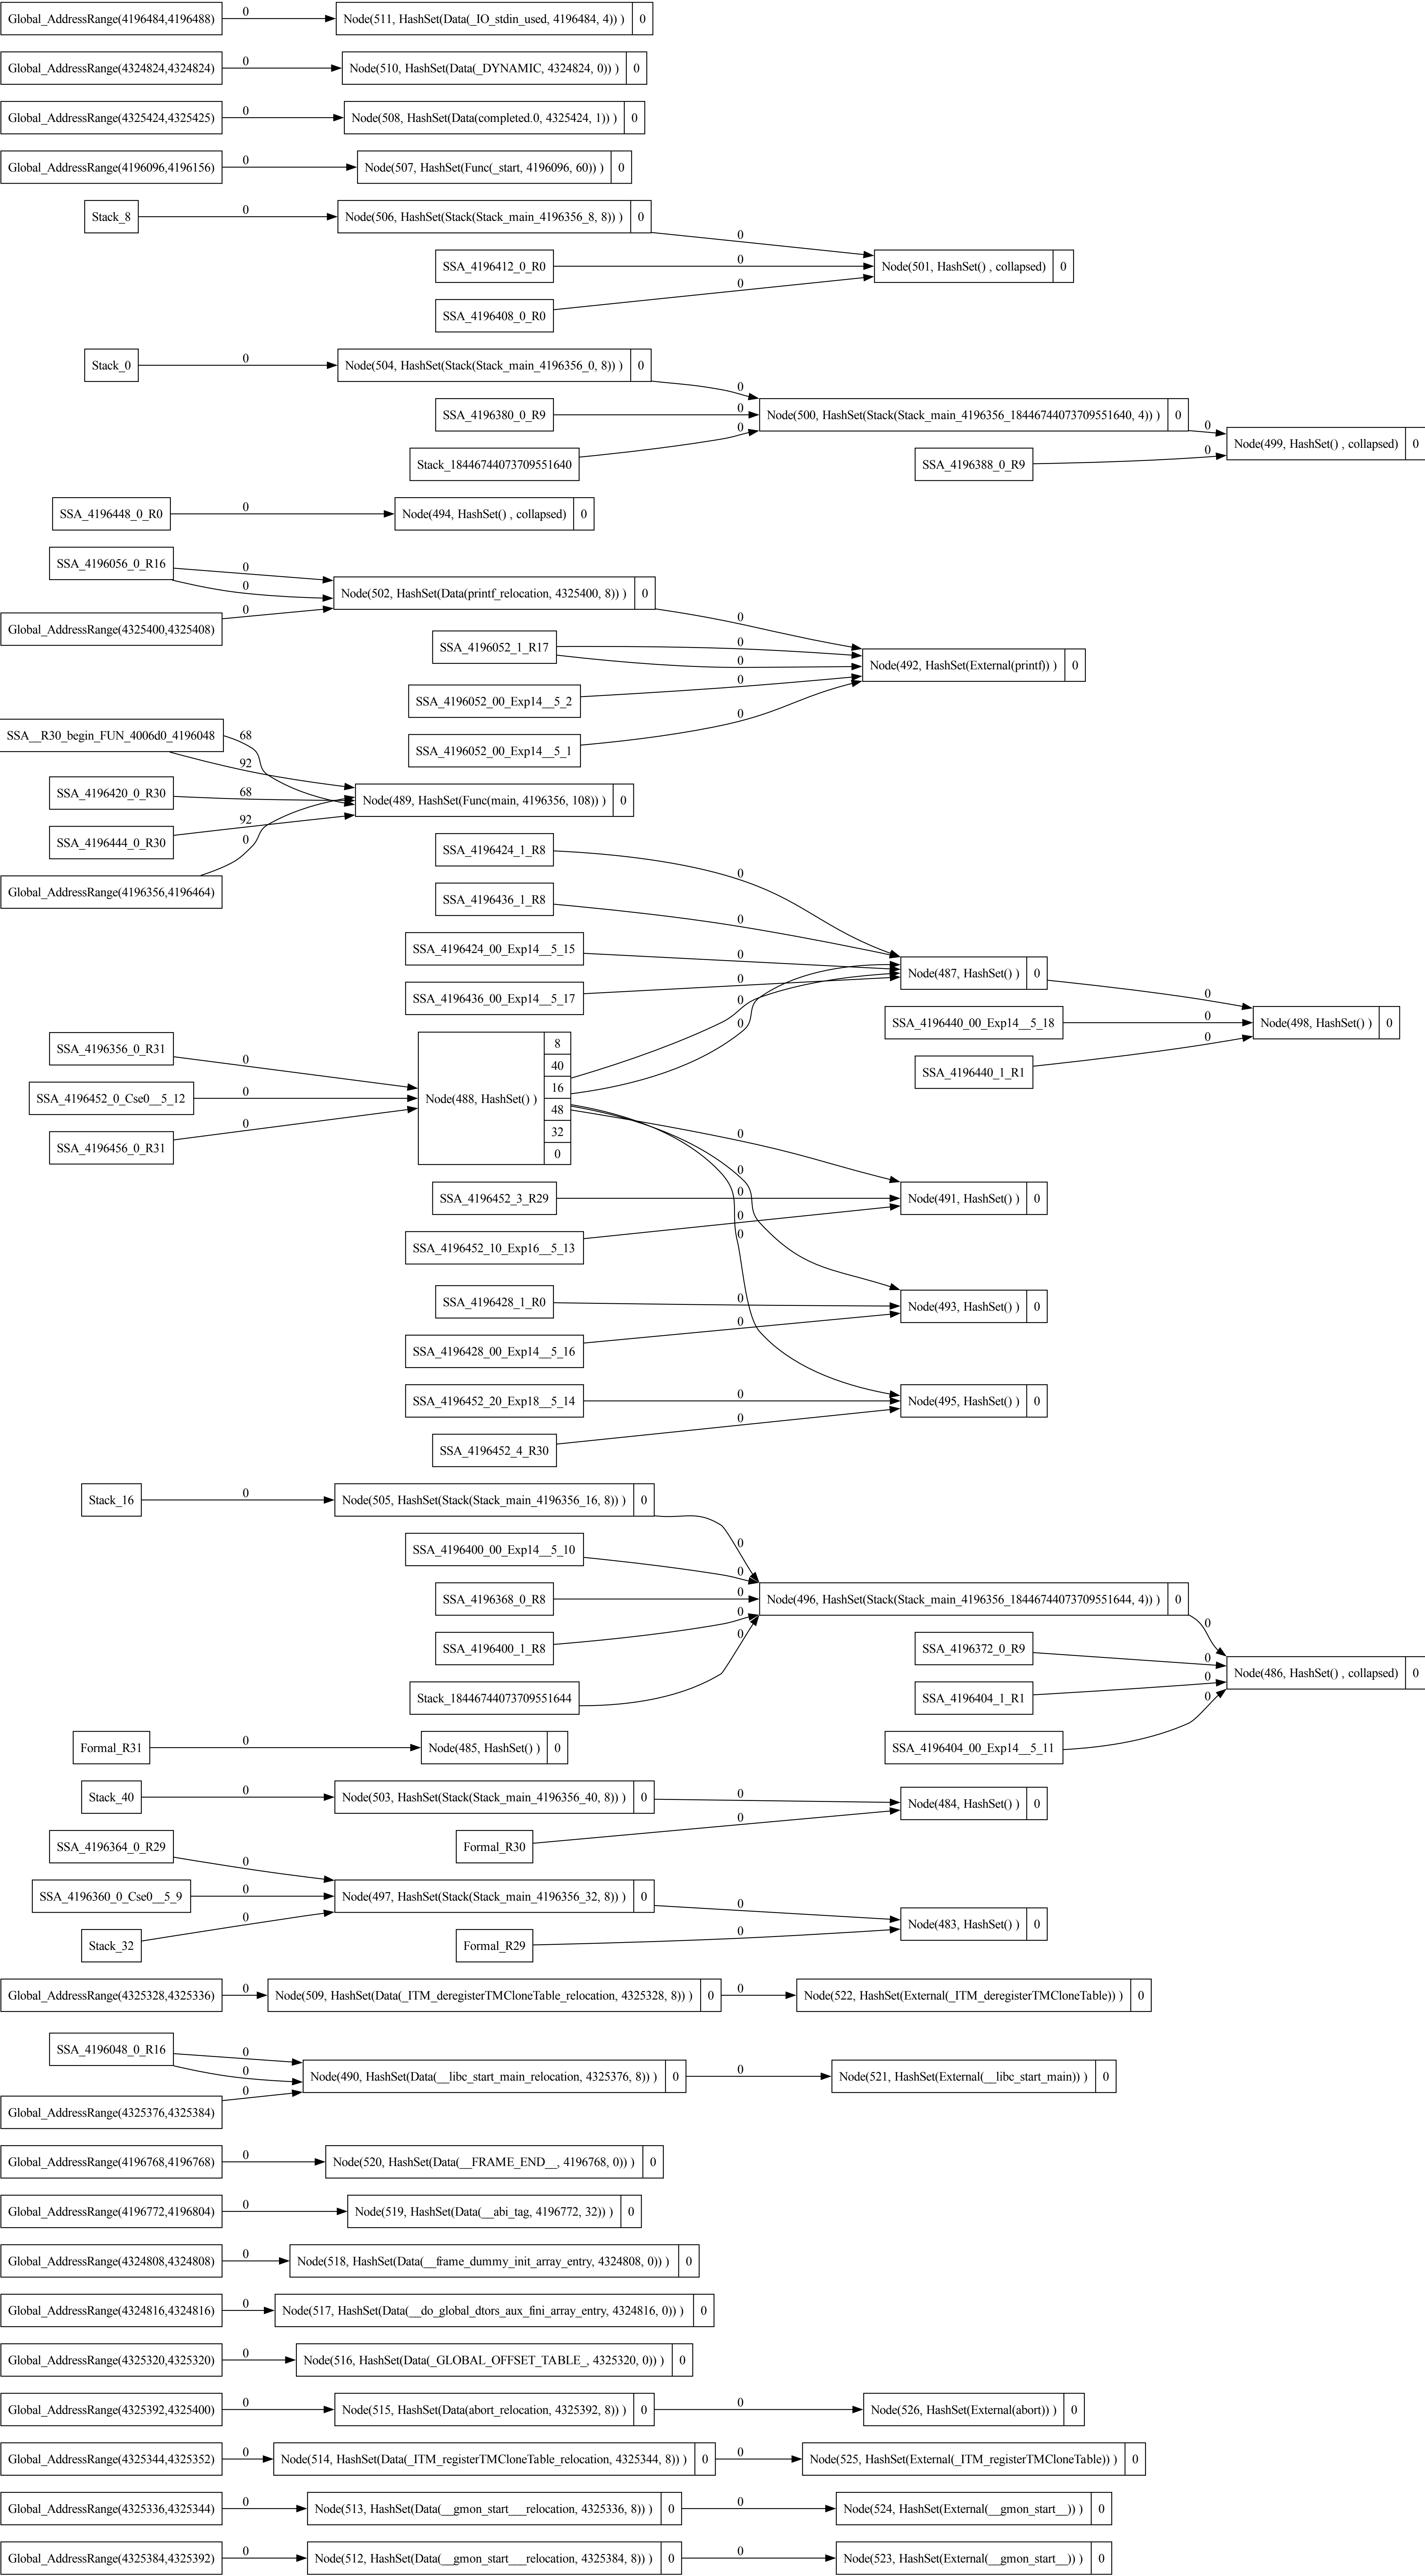 Global_AddressRange(4196484,4196488) 0 Node(511, HashSet(Data(_IO_stdin_used, 4196484, 4)) ) 0
Global_AddressRange(4324824,4324824) 0 Node(510, HashSet(Data(_DYNAMIC, 4324824, 0)) ) 0
Global_AddressRange(4325424,4325425) 0 Node(508, HashSet(Data(completed.0, 4325424, 1)) ) 0
Global_AddressRange(4196096,4196156) 0 Node(507, HashSet(Func(_start, 4196096, 60)) ) 0
Stack_8 0 Node(506, HashSet(Stack(Stack_main_4196356_8, 8)) ) 0
0
SSA_4196412_0_R0 0 Node(501, HashSet() , collapsed) 0
0
SSA_4196408_0_R0
Stack_0 0 Node(504, HashSet(Stack(Stack_main_4196356_0, 8)) ) 0
0
SSA_4196380_0_R9 0 Node(500, HashSet(Stack(Stack_main_4196356_18446744073709551640, 4)) ) 0
0
0 Node(499, HashSet() , collapsed) 0
Stack_18446744073709551640 SSA_4196388_0_R9 0
SSA_4196448_0_R0 0 Node(494, HashSet() , collapsed) 0
SSA_4196056_0_R16 0
0 Node(502, HashSet(Data(printf_relocation, 4325400, 8)) ) 0
Global_AddressRange(4325400,4325408) 0
0
SSA_4196052_1_R17 0
0 Node(492, HashSet(External(printf)) ) 0
SSA_4196052_00_Exp14__5_2 0
0
SSA_4196052_00_Exp14__5_1
SSA__R30_begin_FUN_4006d0_4196048 68
92
SSA_4196420_0_R30 68 Node(489, HashSet(Func(main, 4196356, 108)) ) 0
SSA_4196444_0_R30 92
0
Global_AddressRange(4196356,4196464)
SSA_4196424_1_R8 0
SSA_4196436_1_R8 0
SSA_4196424_00_Exp14__5_15 0
Node(487, HashSet() ) 0
SSA_4196436_00_Exp14__5_17 0
0
0
0
SSA_4196440_00_Exp14__5_18 0 Node(498, HashSet() ) 0
SSA_4196440_1_R1 0
SSA_4196356_0_R31 0
SSA_4196452_0_Cse0__5_12 0 Node(488, HashSet() )
8
40
16
48
32
0
SSA_4196456_0_R31 0
0
0
SSA_4196452_3_R29 0 Node(491, HashSet() ) 0
0
0
SSA_4196452_10_Exp16__5_13
SSA_4196428_1_R0 0 Node(493, HashSet() ) 0
0
SSA_4196428_00_Exp14__5_16
SSA_4196452_20_Exp18__5_14 0 Node(495, HashSet() ) 0
0
SSA_4196452_4_R30
Stack_16 0 Node(505, HashSet(Stack(Stack_main_4196356_16, 8)) ) 0
0
SSA_4196400_00_Exp14__5_10 0
SSA_4196368_0_R8 0 Node(496, HashSet(Stack(Stack_main_4196356_18446744073709551644, 4)) ) 0
0
SSA_4196400_1_R8 0
0
SSA_4196372_0_R9 0
Node(486, HashSet() , collapsed) 0
Stack_18446744073709551644 SSA_4196404_1_R1 0
0
Formal_R31 0 Node(485, HashSet() ) 0 SSA_4196404_00_Exp14__5_11
Stack_40 0 Node(503, HashSet(Stack(Stack_main_4196356_40, 8)) ) 0
0 Node(484, HashSet() ) 0
0
Formal_R30
SSA_4196364_0_R29 0
SSA_4196360_0_Cse0__5_9 0 Node(497, HashSet(Stack(Stack_main_4196356_32, 8)) ) 0
0
Node(483, HashSet() ) 0
Stack_32 0 Formal_R29 0
Global_AddressRange(4325328,4325336) 0 Node(509, HashSet(Data(_ITM_deregisterTMCloneTable_relocation, 4325328, 8)) ) 0 0 Node(522, HashSet(External(_ITM_deregisterTMCloneTable)) ) 0
SSA_4196048_0_R16 0
0 Node(490, HashSet(Data(__libc_start_main_relocation, 4325376, 8)) ) 0 0 Node(521, HashSet(External(__libc_start_main)) ) 0
Global_AddressRange(4325376,4325384) 0
Global_AddressRange(4196768,4196768) 0 Node(520, HashSet(Data(__FRAME_END__, 4196768, 0)) ) 0
Global_AddressRange(4196772,4196804) 0 Node(519, HashSet(Data(__abi_tag, 4196772, 32)) ) 0
Global_AddressRange(4324808,4324808) 0 Node(518, HashSet(Data(__frame_dummy_init_array_entry, 4324808, 0)) ) 0
Global_AddressRange(4324816,4324816) 0 Node(517, HashSet(Data(__do_global_dtors_aux_fini_array_entry, 4324816, 0)) ) 0
Global_AddressRange(4325320,4325320) 0 Node(516, HashSet(Data(_GLOBAL_OFFSET_TABLE_, 4325320, 0)) ) 0
Global_AddressRange(4325392,4325400) 0 Node(515, HashSet(Data(abort_relocation, 4325392, 8)) ) 0 0 Node(526, HashSet(External(abort)) ) 0
Global_AddressRange(4325344,4325352) 0 Node(514, HashSet(Data(_ITM_registerTMCloneTable_relocation, 4325344, 8)) ) 0 0 Node(525, HashSet(External(_ITM_registerTMCloneTable)) ) 0
Global_AddressRange(4325336,4325344) 0 Node(513, HashSet(Data(__gmon_start___relocation, 4325336, 8)) ) 0 0 Node(524, HashSet(External(__gmon_start__)) ) 0
Global_AddressRange(4325384,4325392) 0 Node(512, HashSet(Data(__gmon_start___relocation, 4325384, 8)) ) 0 0 Node(523, HashSet(External(__gmon_start__)) ) 0